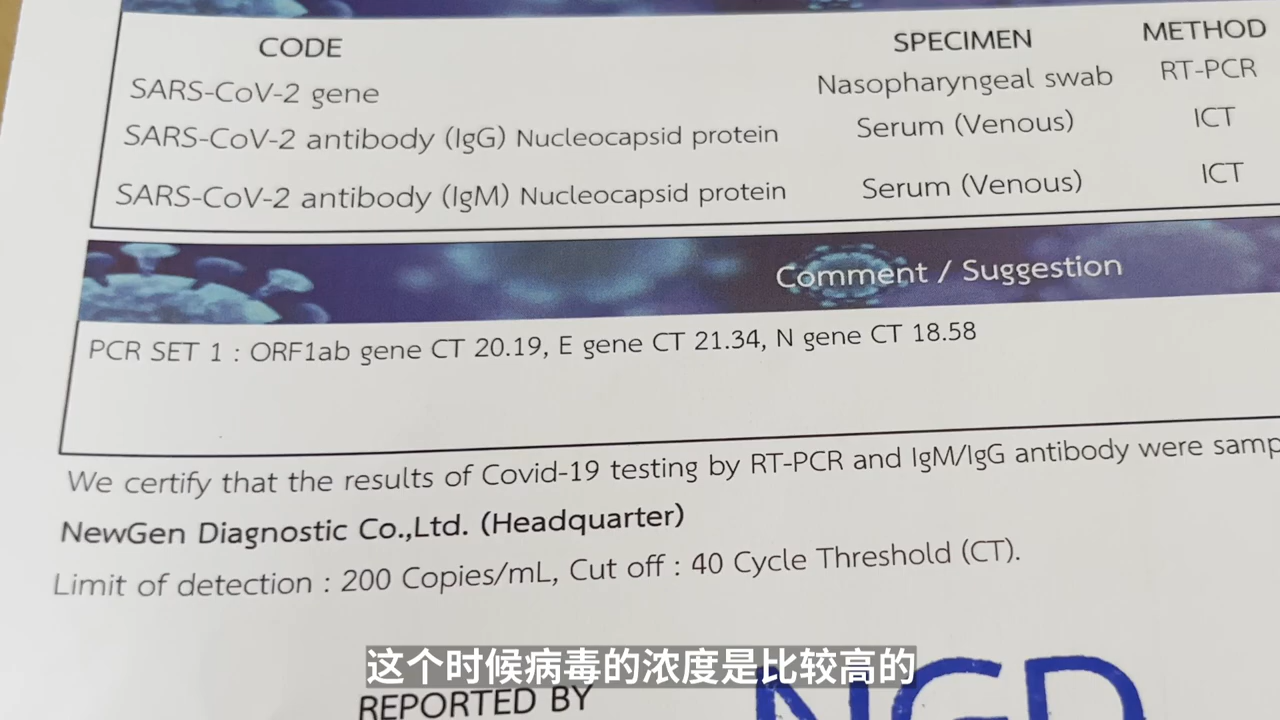 CODE SPECIMEN METHOD
SARS-CoV-2 gene Nasopharyngeal swab RT-PCR
SARS-CoV-2 antibody (IgG) Nucleocapsid protein Serum (Venous) ICT
SARS-CoV-2 antibody (IgM) Nucleocapsid protein Serum (Venous) ICT
Comment / Suggestion
PCR SET 1 : ORF1ab gene CT 20.19, E gene CT 21.34, N gene CT 18.58
We certify that the results of Covid-19 testing by RT-PCR and IgM/IgG antibody were samp
NewGen Diagnostic Co.,Ltd. (Headquarter)
Limit of detection : 200 Copies/mL, Cut off : 40 Cycle Threshold (CT).
这个时候病毒的浓度是比较高的
REPORTED BY
NGD